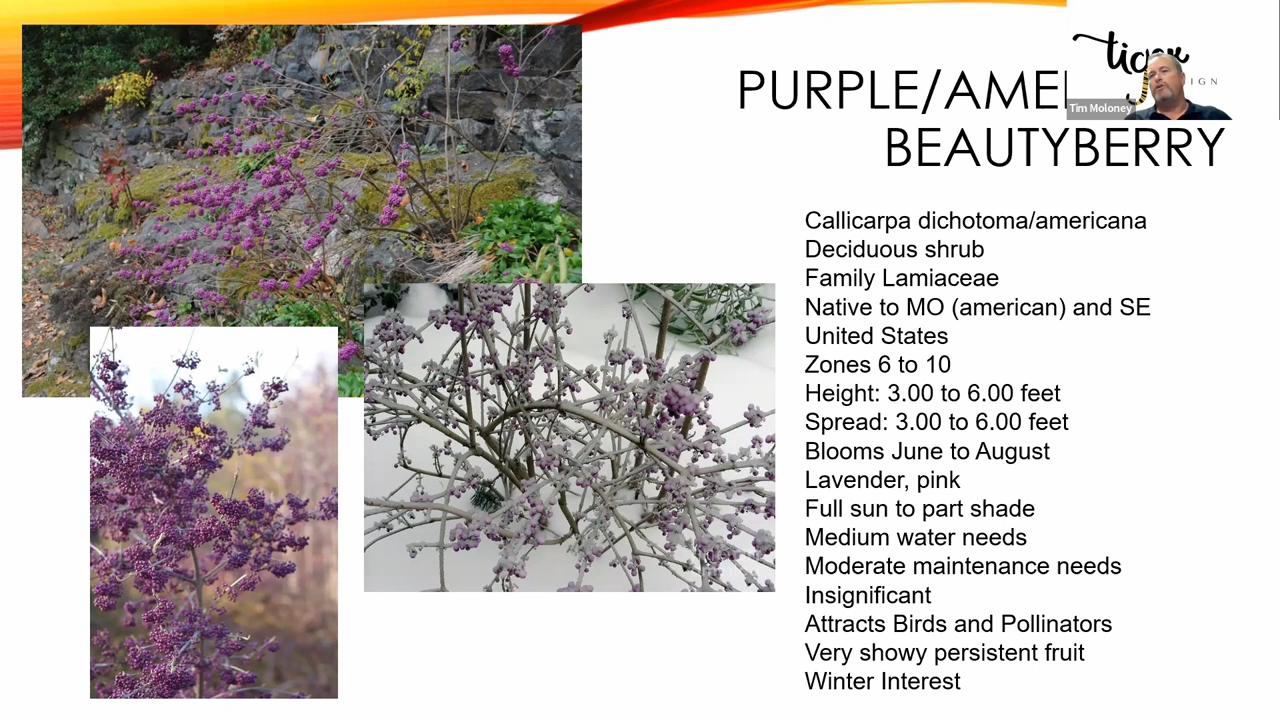 tiger
IGN
Tim Moloney
PURPLE/AME
BEAUTYBERRY
Callicarpa dichotoma/americana
Deciduous shrub
Family Lamiaceae
Native to MO (american) and SE
United States
Zones 6 to 10
Height: 3.00 to 6.00 feet
Spread: 3.00 to 6.00 feet
Blooms June to August
Lavender, pink
Full sun to part shade
Medium water needs
Moderate maintenance needs
Insignificant
Attracts Birds and Pollinators
Very showy persistent fruit
Winter Interest